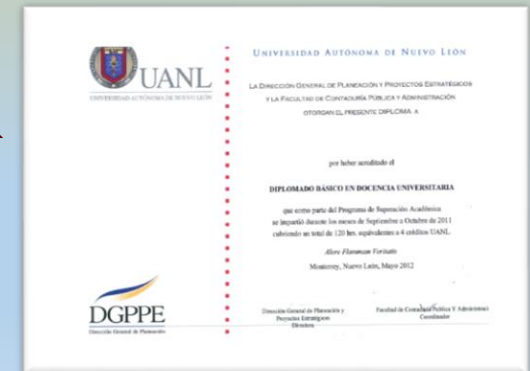 UANL
UNIVERSIDAD AUTÓNOMA DE NUEVO LEÓN
UNIVERSIDAD AUTÓNOMA DE NUEVO LEÓN
LA DIRECCIÓN GENERAL DE PLANEACIÓN Y PROYECTOS ESTRATÉGICOS
Y LA FACULTAD DE CONTADURÍA PÚBLICA Y ADMINISTRACIÓN
OTORGAN EL PRESENTE DIPLOMA A
por haber acreditado el
DIPLOMADO BÁSICO EN DOCENCIA UNIVERSITARIA
que como parte del Programa de Superación Académica
se impartió durante los meses de Septiembre a Octubre de 2011
cubriendo un total de 120 hrs. equivalentes a 4 créditos UANL.
Alere Flammam Veritatis
Monterrey, Nuevo León, Mayo 2012
DGPPE
Dirección General de Planeación
Dirección General de Planeación y
Proyectos Estratégicos
Directora
Facultad de Contaduría Pública Y Administración
Coordinador